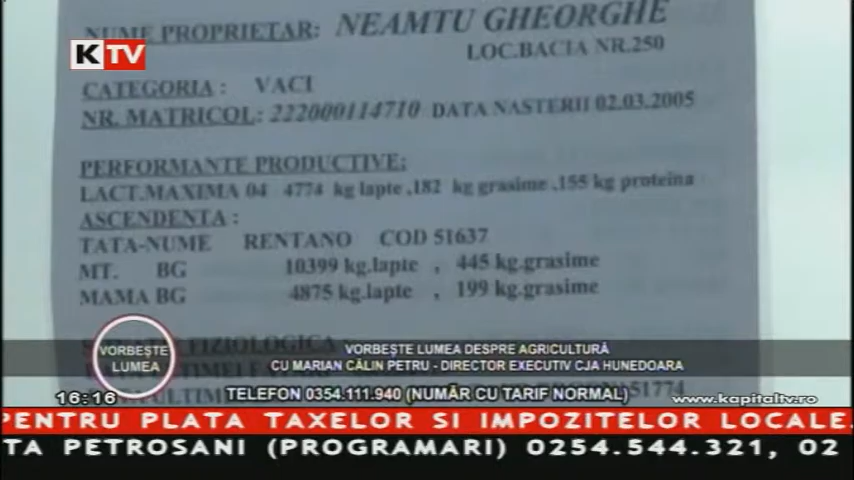 NUME PROPRIETAR: NEAMTU GHEORGHE
LOC.BACIA NR.250
KTV
CATEGORIA : VACI
NR. MATRICOL: 222000114710 DATA NASTERII 02.03.2005
PERFORMANTE PRODUCTIVE:
LACT.MAXIMA 04 4774 kg lapte ,182 kg grasime ,155 kg proteina
ASCENDENTA :
TATA-NUME RENTANO COD 51637
MT. BG 10399 kg.lapte , 445 kg.grasime
MAMA BG 4875 kg.lapte , 199 kg.grasime
FIZIOLOGICA
VORBEȘTE LUMEA
VORBEȘTE LUMEA DESPRE AGRICULTURĂ
CU MARIAN CĂLIN PETRU - DIRECTOR EXECUTIV CJA HUNEDOARA
51774
16:16 TELEFON 0354.111.940 (NUMĂR CU TARIF NORMAL) www.kapitaltv.ro
PENTRU PLATA TAXELOR SI IMPOZITELOR LOCALE.
TA PETROSANI (PROGRAMARI) 0254.544.321, 02